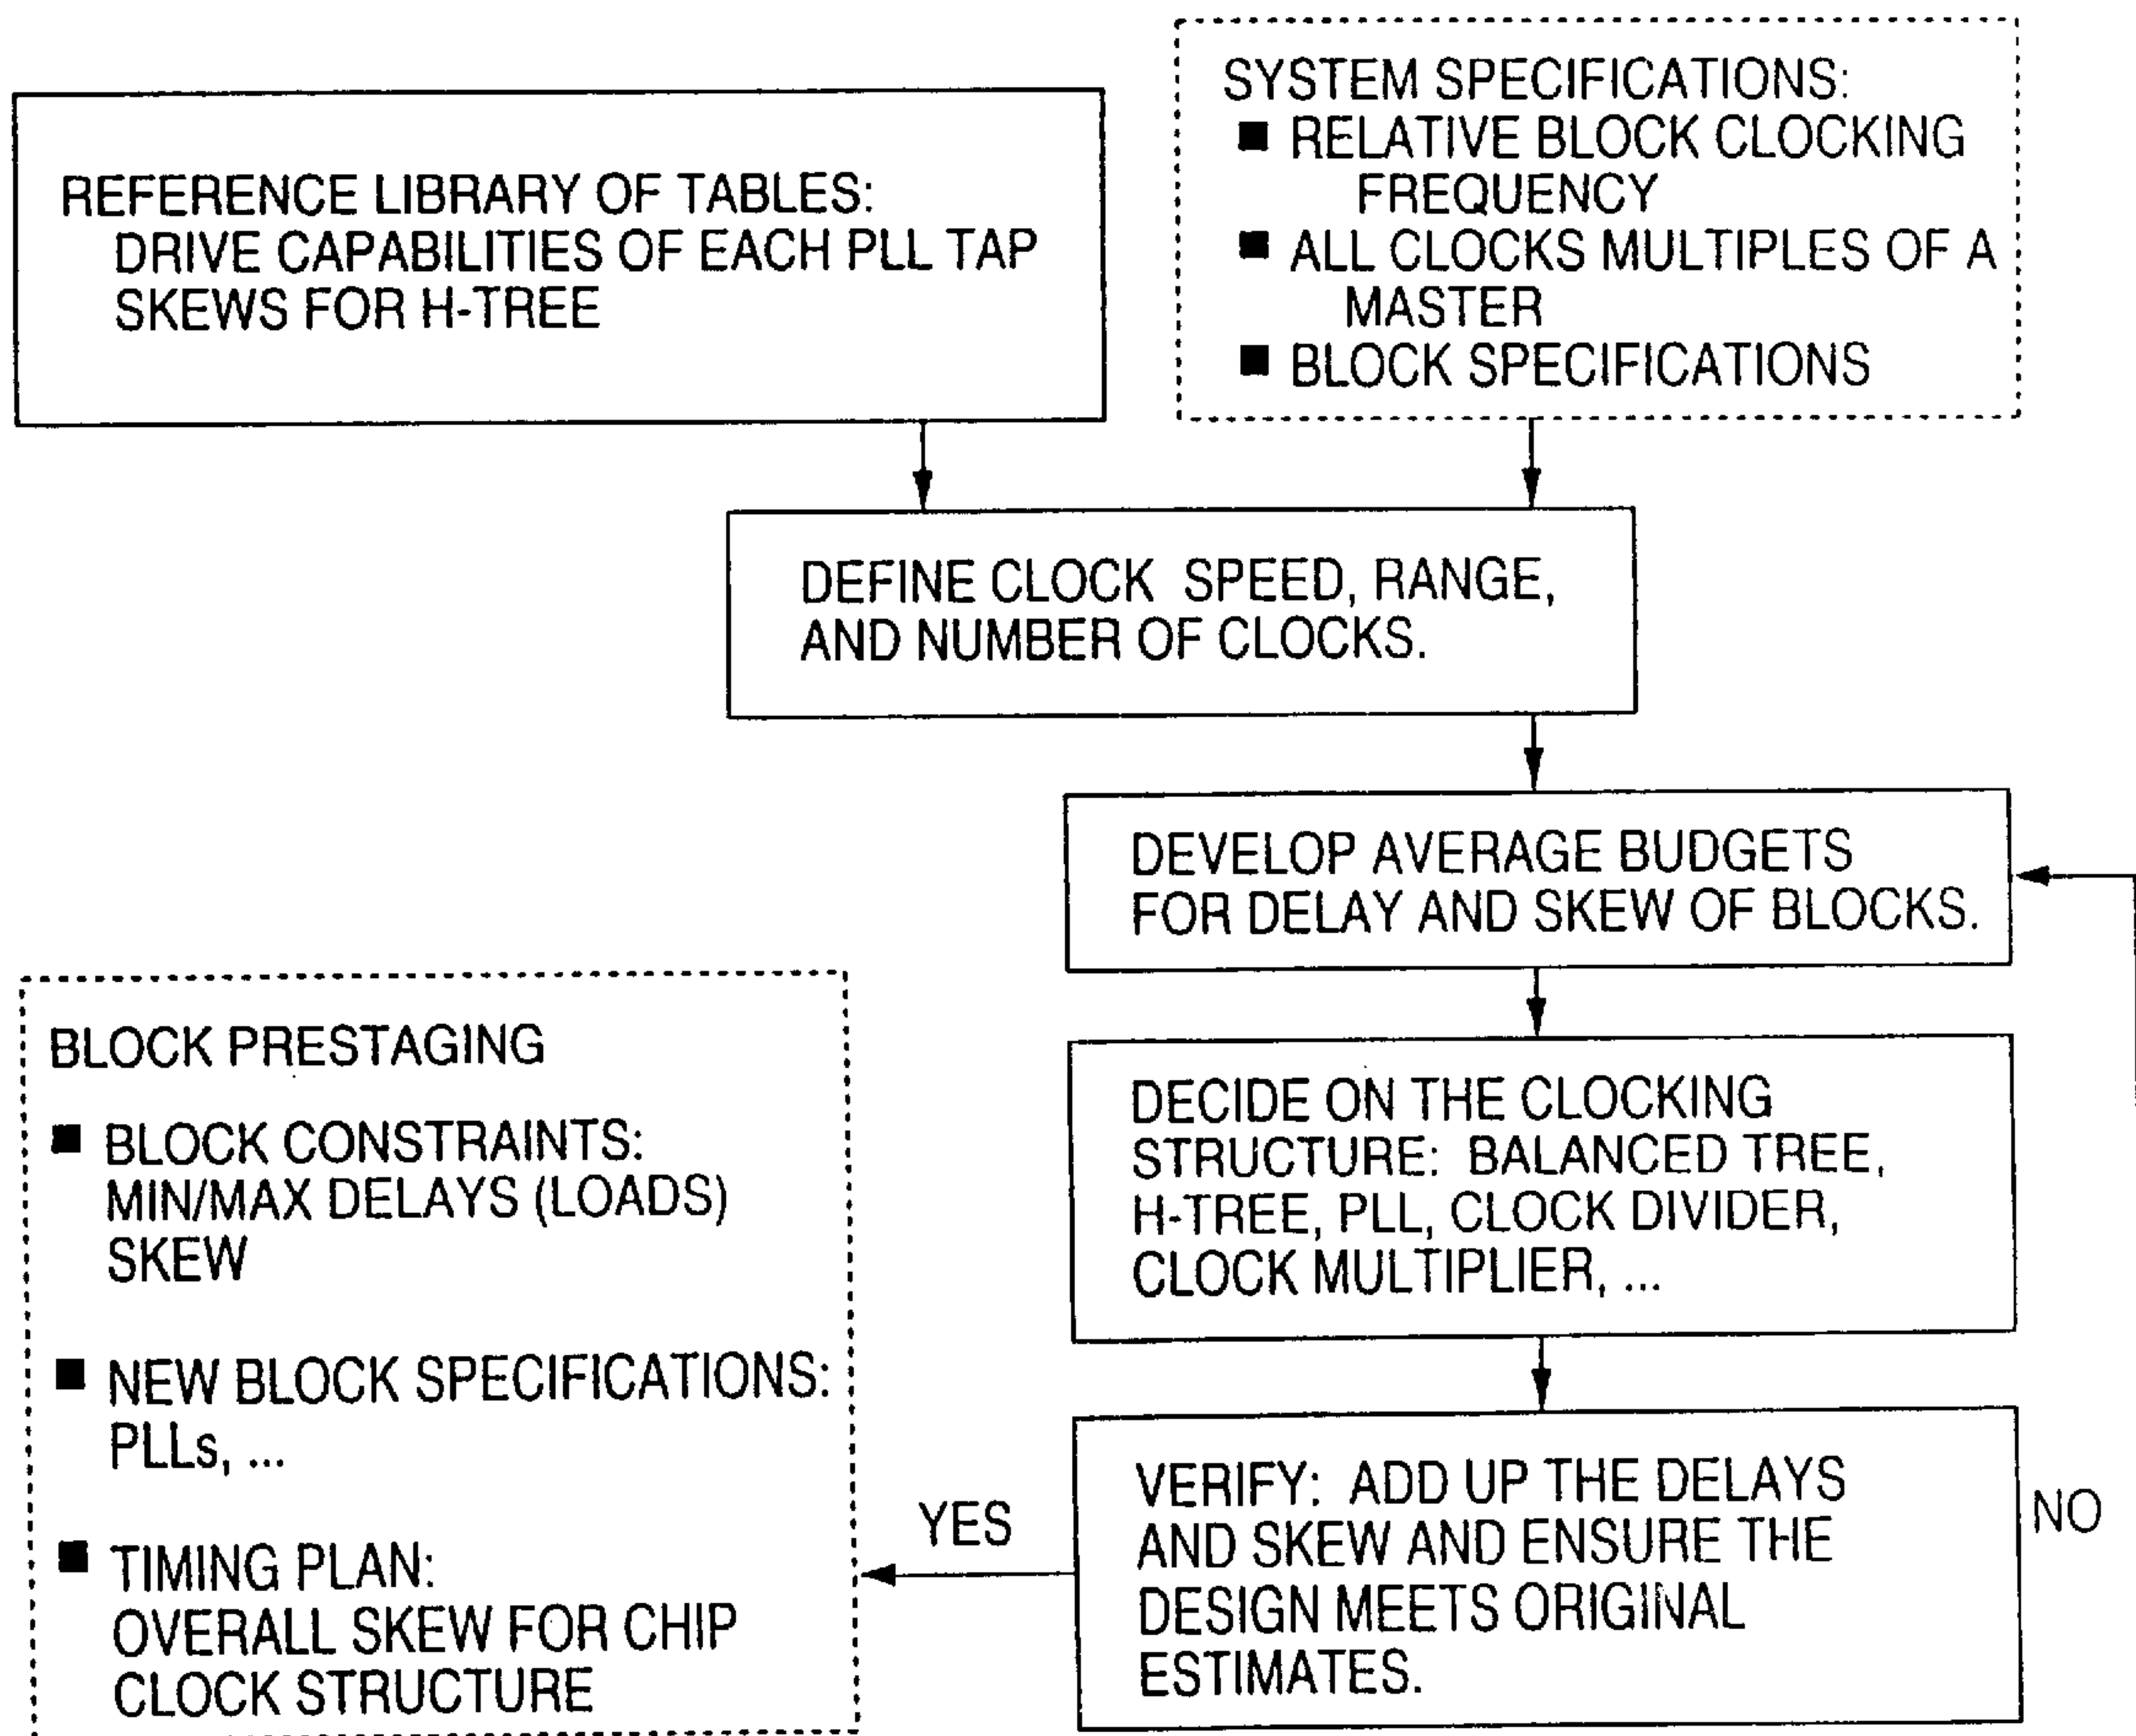 REFERENCE LIBRARY OF TABLES:
DRIVE CAPABILITIES OF EACH PLL TAP
SKEWS FOR H-TREE
SYSTEM SPECIFICATIONS:
■ RELATIVE BLOCK CLOCKING
FREQUENCY
■ ALL CLOCKS MULTIPLES OF A
MASTER
■ BLOCK SPECIFICATIONS
DEFINE CLOCK SPEED, RANGE,
AND NUMBER OF CLOCKS.
DEVELOP AVERAGE BUDGETS
FOR DELAY AND SKEW OF BLOCKS.
DECIDE ON THE CLOCKING
STRUCTURE: BALANCED TREE,
H-TREE, PLL, CLOCK DIVIDER,
CLOCK MULTIPLIER, ...
VERIFY: ADD UP THE DELAYS
AND SKEW AND ENSURE THE
DESIGN MEETS ORIGINAL
ESTIMATES.
NO
YES
BLOCK PRESTAGING
■ BLOCK CONSTRAINTS:
MIN/MAX DELAYS (LOADS)
SKEW
■ NEW BLOCK SPECIFICATIONS:
PLLs, ...
■ TIMING PLAN:
OVERALL SKEW FOR CHIP
CLOCK STRUCTURE